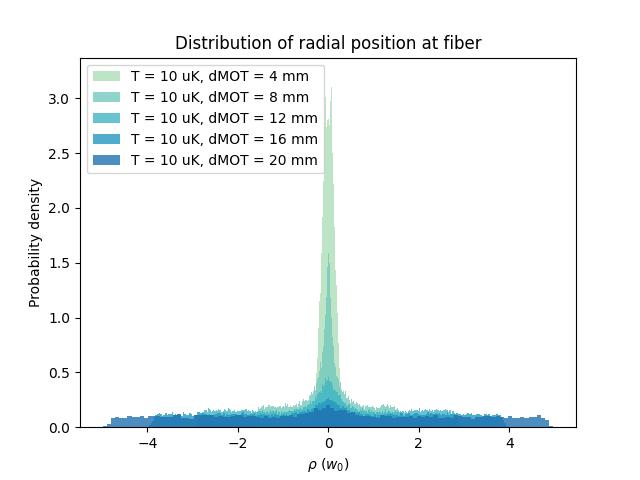 Distribution of radial position at fiber
T = 10 uK, dMOT = 4 mm
T = 10 uK, dMOT = 8 mm
T = 10 uK, dMOT = 12 mm
T = 10 uK, dMOT = 16 mm
T = 10 uK, dMOT = 20 mm
Probability density
3.0
2.5
2.0
1.5
1.0
0.5
0.0
−4 −2 0 2 4
ρ (w₀)